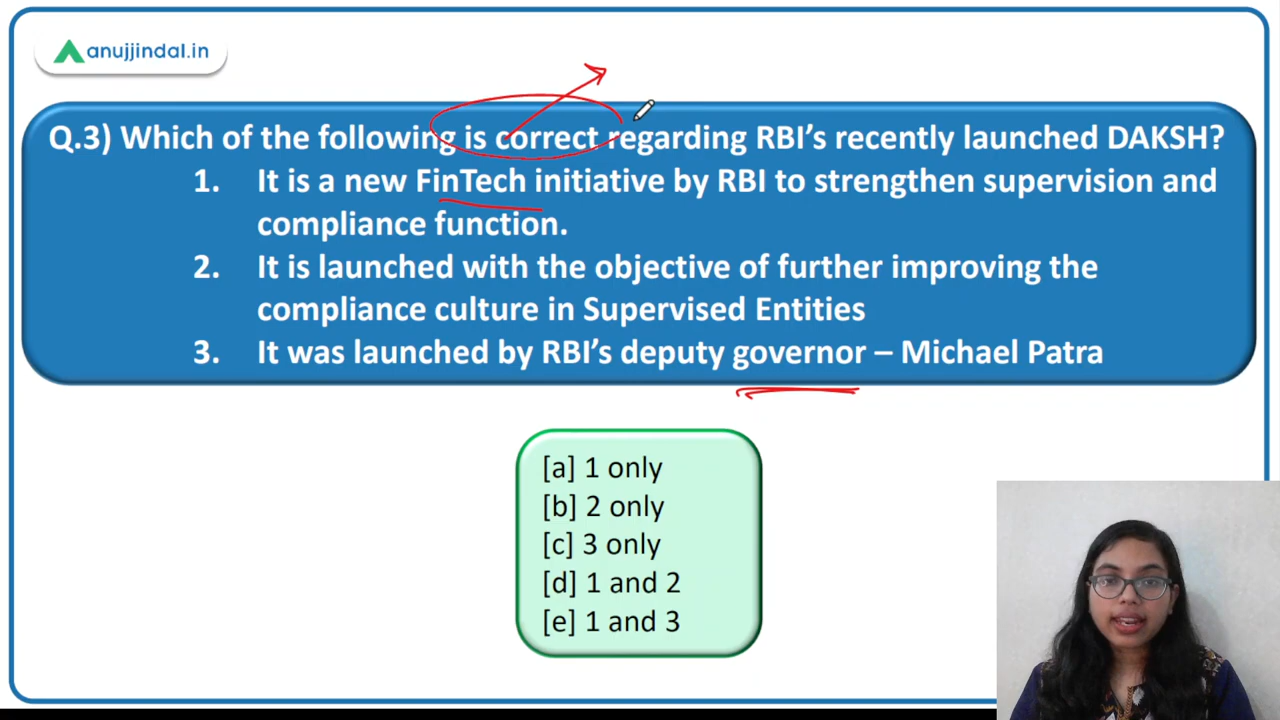 anujjindal.in
Q.3) Which of the following is correct regarding RBI’s recently launched DAKSH?
1. It is a new FinTech initiative by RBI to strengthen supervision and
compliance function.
2. It is launched with the objective of further improving the
compliance culture in Supervised Entities
3. It was launched by RBI’s deputy governor – Michael Patra
[a] 1 only
[b] 2 only
[c] 3 only
[d] 1 and 2
[e] 1 and 3